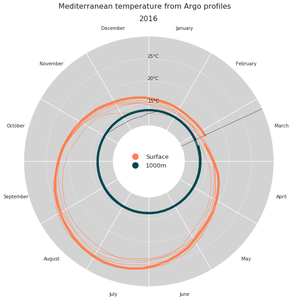 Mediterranean temperature from Argo profiles
2016
December
January
November
February
25°C
20°C
15°C
October
March
Surface
1000m
September
April
August
May
July
June